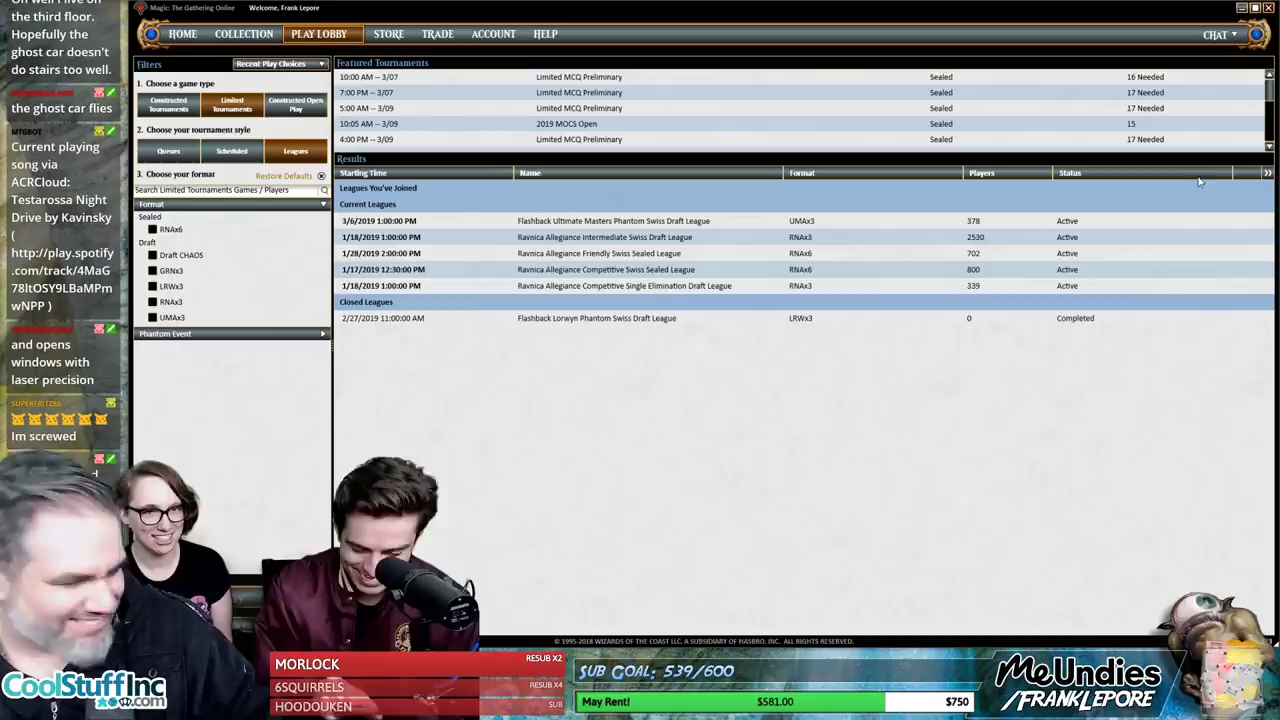 Oh well I live on
the third floor.
Hopefully the
ghost car doesn't
do stairs too well.
the ghost car flies
MTGBOT
Current playing
song via
ACRCloud:
Testarossa Night
Drive by Kavinsky
(
http://play.spotify
.com/track/4MaG
78ltOSY9LBaMPm
wNPP )
and opens
windows with
laser precision
SUPERFRITZ88
Im screwed
Magic: The Gathering Online
Welcome, Frank Lepore
HOME COLLECTION PLAY LOBBY STORE TRADE ACCOUNT HELP
CHAT
Filters
Recent Play Choices
1. Choose a game type
Constructed Tournaments
Limited Tournaments
Constructed Open Play
2. Choose your tournament style
Queues
Scheduled
Leagues
3. Choose your format
Restore Defaults
Search Limited Tournaments Games / Players
Format
Sealed
RNAx6
Draft
Draft CHAOS
GRNx3
LRWx3
RNAx3
UMAx3
Phantom Event
Featured Tournaments
10:00 AM -- 3/07 Limited MCQ Preliminary Sealed 16 Needed
7:00 PM -- 3/07 Limited MCQ Preliminary Sealed 17 Needed
5:00 AM -- 3/09 Limited MCQ Preliminary Sealed 17 Needed
10:05 AM -- 3/09 2019 MOCS Open Sealed 15
4:00 PM -- 3/09 Limited MCQ Preliminary Sealed 17 Needed
Results
Starting Time Name Format Players Status
Leagues You've Joined
Current Leagues
3/6/2019 1:00:00 PM Flashback Ultimate Masters Phantom Swiss Draft League UMAx3 378 Active
1/18/2019 1:00:00 PM Ravnica Allegiance Intermediate Swiss Draft League RNAx3 2530 Active
1/28/2019 2:00:00 PM Ravnica Allegiance Friendly Swiss Sealed League RNAx6 702 Active
1/17/2019 12:30:00 PM Ravnica Allegiance Competitive Swiss Sealed League RNAx6 800 Active
1/18/2019 1:00:00 PM Ravnica Allegiance Competitive Single Elimination Draft League RNAx3 339 Active
Closed Leagues
2/27/2019 11:00:00 AM Flashback Lorwyn Phantom Swiss Draft League LRWx3 0 Completed
© 1995-2018 WIZARDS OF THE COAST LLC, A SUBSIDIARY OF HASBRO, INC. ALL RIGHTS RESERVED.
CoolStuffInc
.com
MORLOCK RESUB X2
6SQUIRRELS RESUB X4
HOODOUKEN SUB
SUB GOAL: 539/600
May Rent! $581.00 $750
MeUndies
/FRANKLEPORE